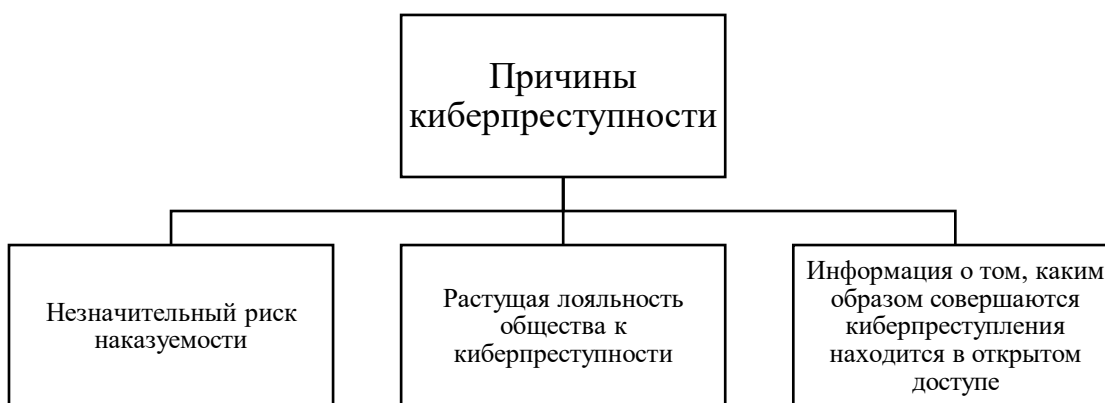 Причины
киберпреступности
Незначительный риск
наказуемости
Растущая лояльность
общества к
киберпреступности
Информация о том, каким
образом совершаются
киберпреступления
находится в открытом
доступе